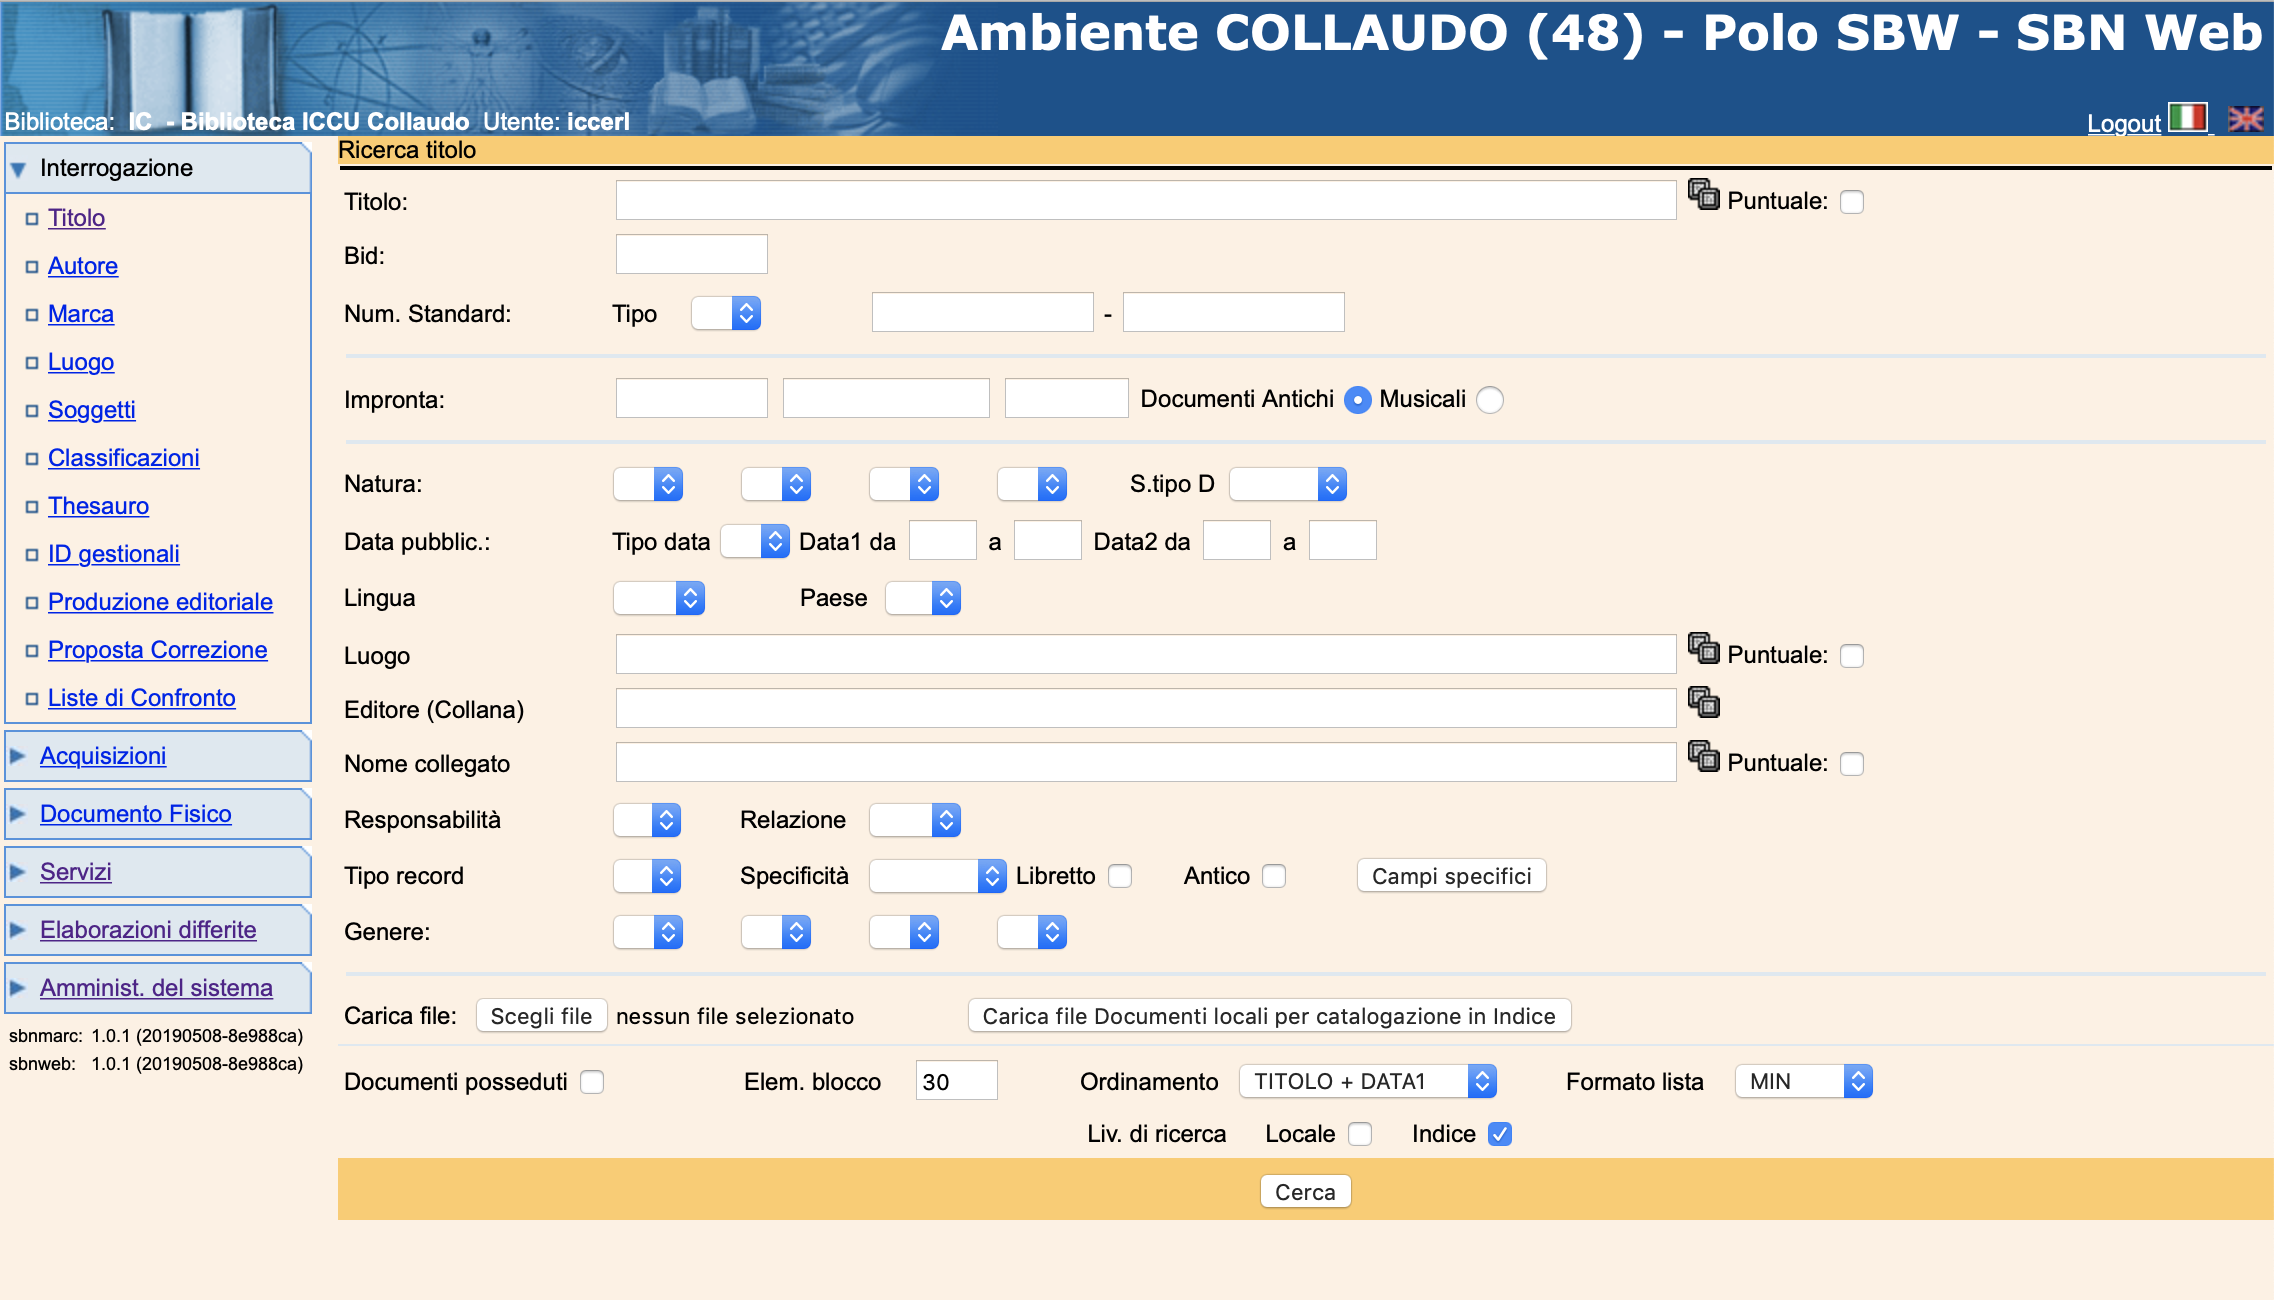 Ambiente COLLAUDO (48) - Polo SBW - SBN Web
Biblioteca: IC - Biblioteca ICCU Collaudo Utente: iccerl
Logout
Interrogazione
Titolo
Autore
Marca
Luogo
Soggetti
Classificazioni
Thesauro
ID gestionali
Produzione editoriale
Proposta Correzione
Liste di Confronto
Acquisizioni
Documento Fisico
Servizi
Elaborazioni differite
Amminist. del sistema
sbnmarc: 1.0.1 (20190508-8e988ca)
sbnweb: 1.0.1 (20190508-8e988ca)
Ricerca titolo
Titolo: Puntuale:
Bid:
Num. Standard: Tipo -
Impronta: Documenti Antichi Musicali
Natura: S.tipo D
Data pubblic.: Tipo data Data1 da a Data2 da a
Lingua Paese
Luogo Puntuale:
Editore (Collana)
Nome collegato Puntuale:
Responsabilità Relazione
Tipo record Specificità Libretto Antico Campi specifici
Genere:
Carica file: Scegli file nessun file selezionato Carica file Documenti locali per catalogazione in Indice
Documenti posseduti Elem. blocco 30 Ordinamento TITOLO + DATA1 Formato lista MIN
Liv. di ricerca Locale Indice
Cerca